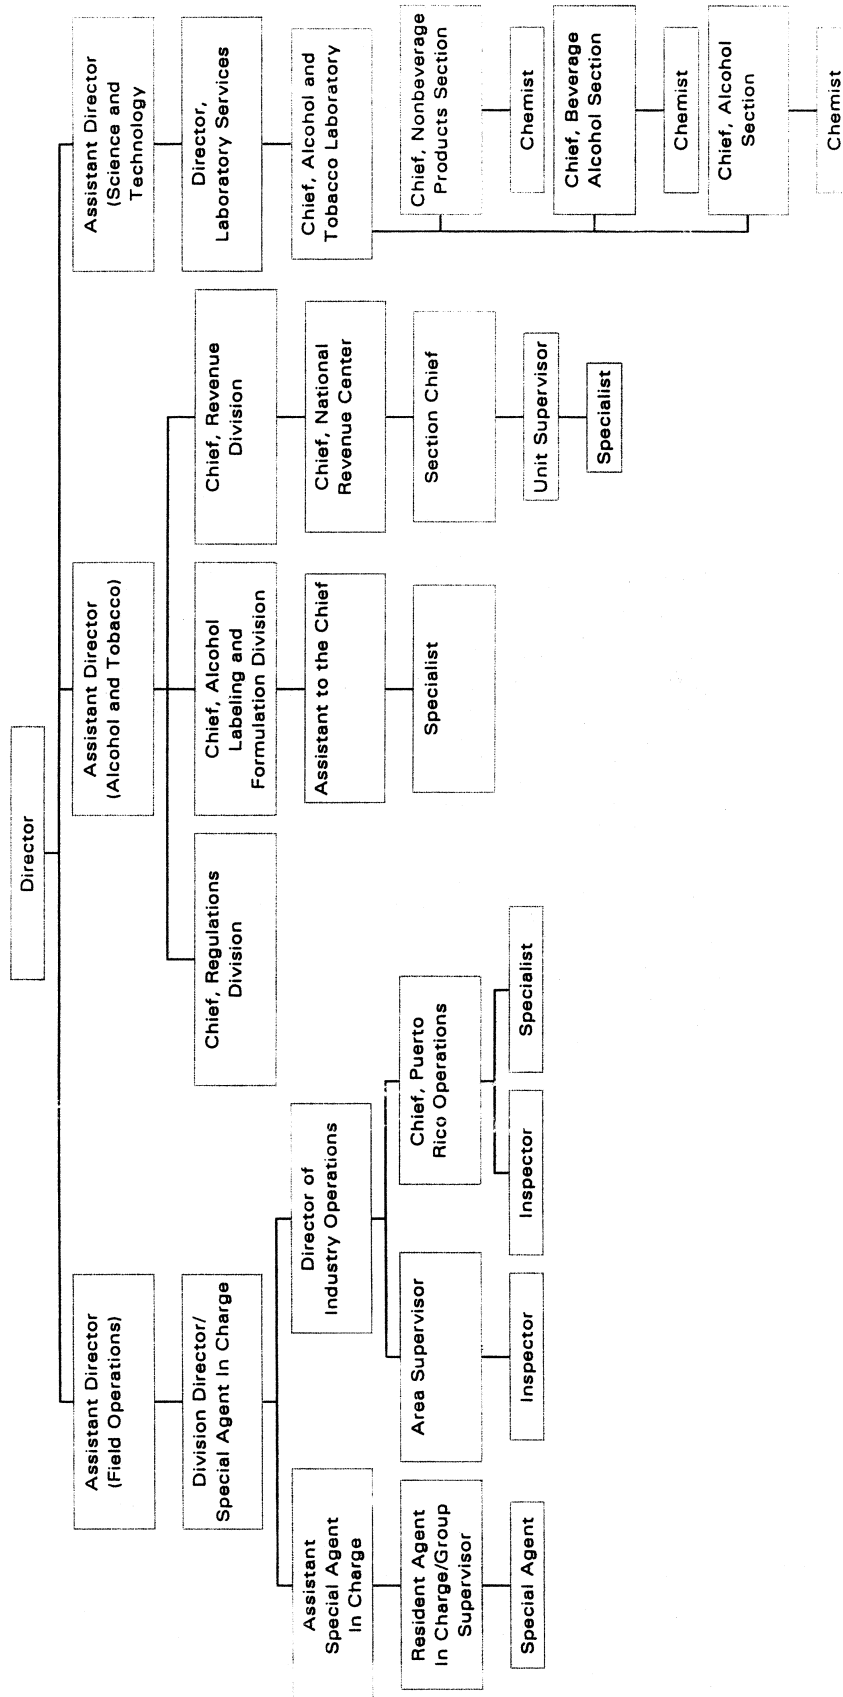 Director
Assistant Director
(Field Operations)
Assistant Director
(Alcohol and Tobacco)
Assistant Director
(Science and
Technology
Division Director/
Special Agent In Charge
Chief, Regulations
Division
Chief, Alcohol
Labeling and
Formulation Division
Chief, Revenue
Division
Director,
Laboratory Services
Assistant
Special Agent
In Charge
Director of
Industry Operations
Assistant to the Chief
Chief, National
Revenue Center
Chief, Alcohol and
Tobacco Laboratory
Resident Agent
In Charge/Group
Supervisor
Area Supervisor
Chief, Puerto
Rico Operations
Specialist
Section Chief
Chief, Nonbeverage
Products Section
Special Agent
Inspector
Inspector
Specialist
Unit Supervisor
Chemist
Specialist
Chief, Beverage
Alcohol Section
Chemist
Chief, Alcohol
Section
Chemist